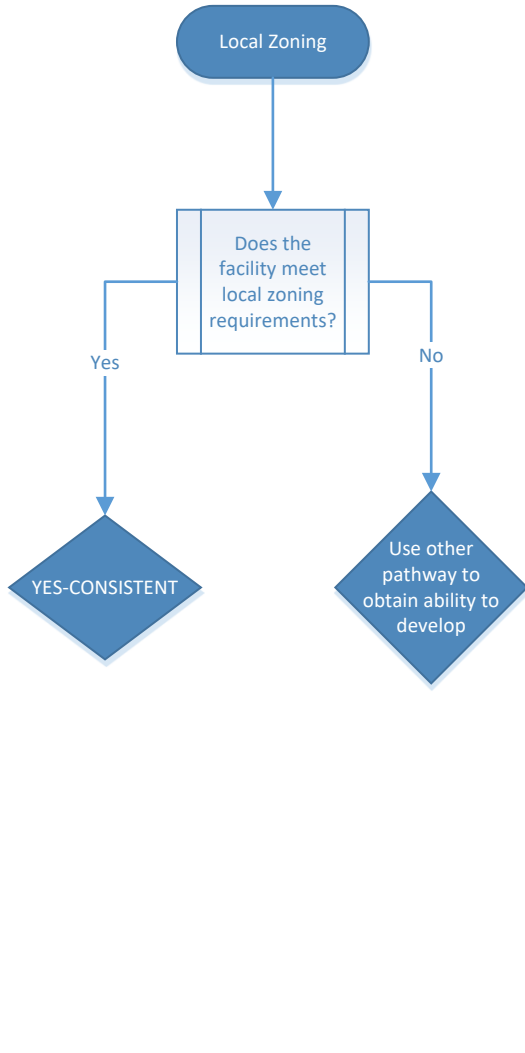 Local Zoning
Does the
facility meet
local zoning
requirements?
Yes
No
YES-CONSISTENT
Use other
pathway to
obtain ability to
develop